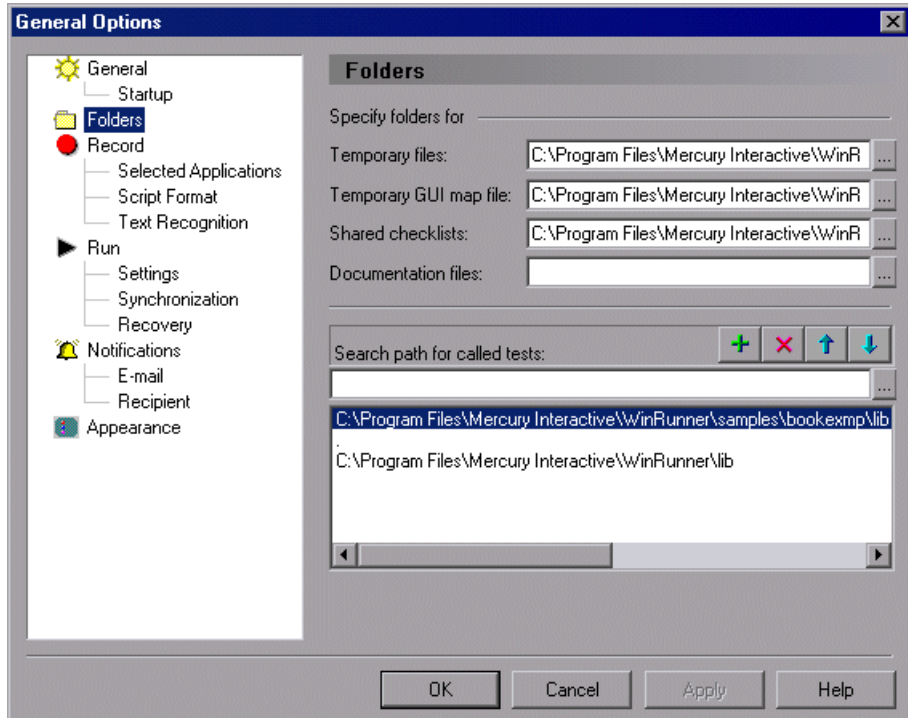 General Options
General
Startup
Folders
Record
Selected Applications
Script Format
Text Recognition
Run
Settings
Synchronization
Recovery
Notifications
E-mail
Recipient
Appearance
Folders
Specify folders for
Temporary files: C:\Program Files\Mercury Interactive\WinR ...
Temporary GUI map file: C:\Program Files\Mercury Interactive\WinR ...
Shared checklists: C:\Program Files\Mercury Interactive\WinR ...
Documentation files: ...
Search path for called tests:
...
C:\Program Files\Mercury Interactive\WinRunner\samples\bookexmp\lib
.
C:\Program Files\Mercury Interactive\WinRunner\lib
OK Cancel Apply Help